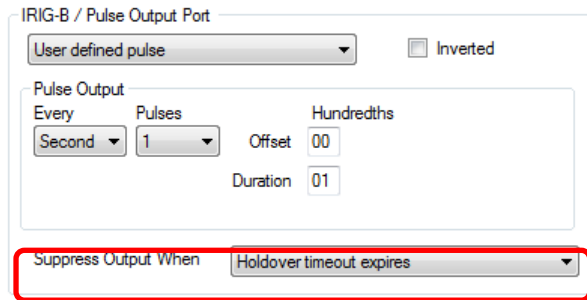 IRIG-B / Pulse Output Port
User defined pulse Inverted
Pulse Output
Every Pulses Hundredths
Second 1 Offset 00
Duration 01
Suppress Output When Holdover timeout expires